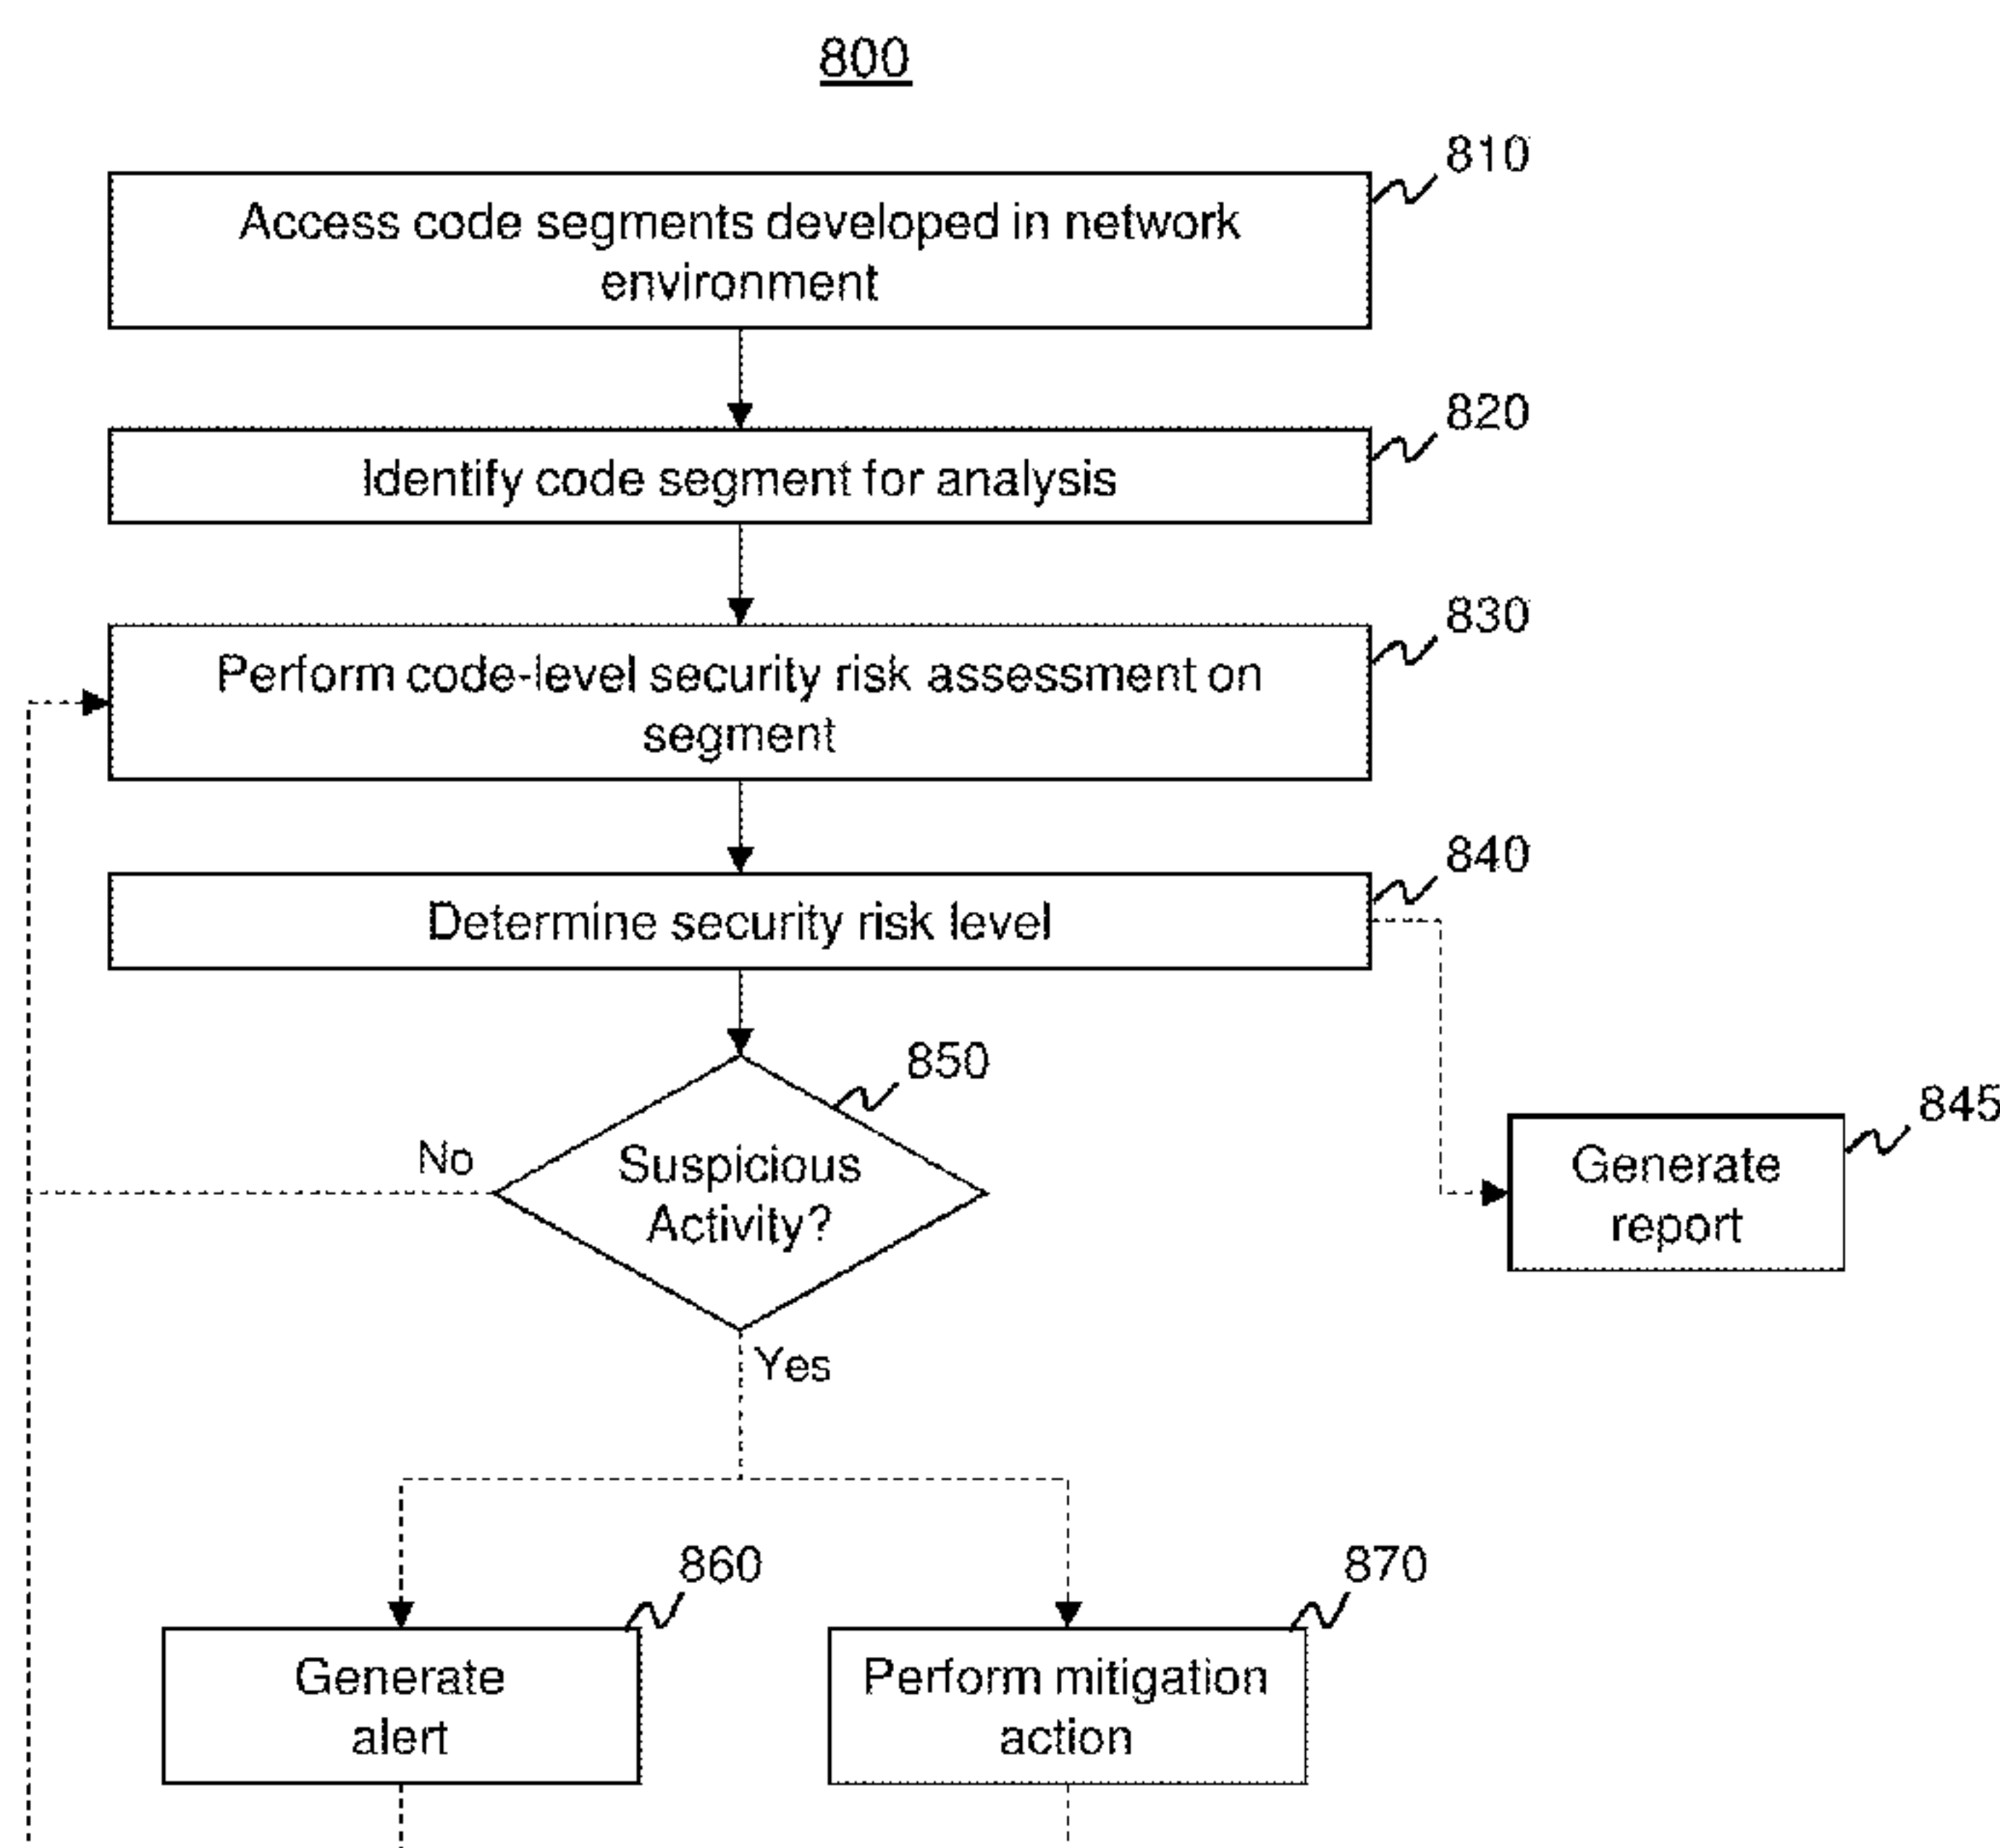 800
810
Access code segments developed in network
environment
820
Identify code segment for analysis
830
Perform code-level security risk assessment on
segment
840
Determine security risk level
850
Suspicious
Activity?
No
Yes
845
Generate
report
860
Generate
alert
870
Perform mitigation
action